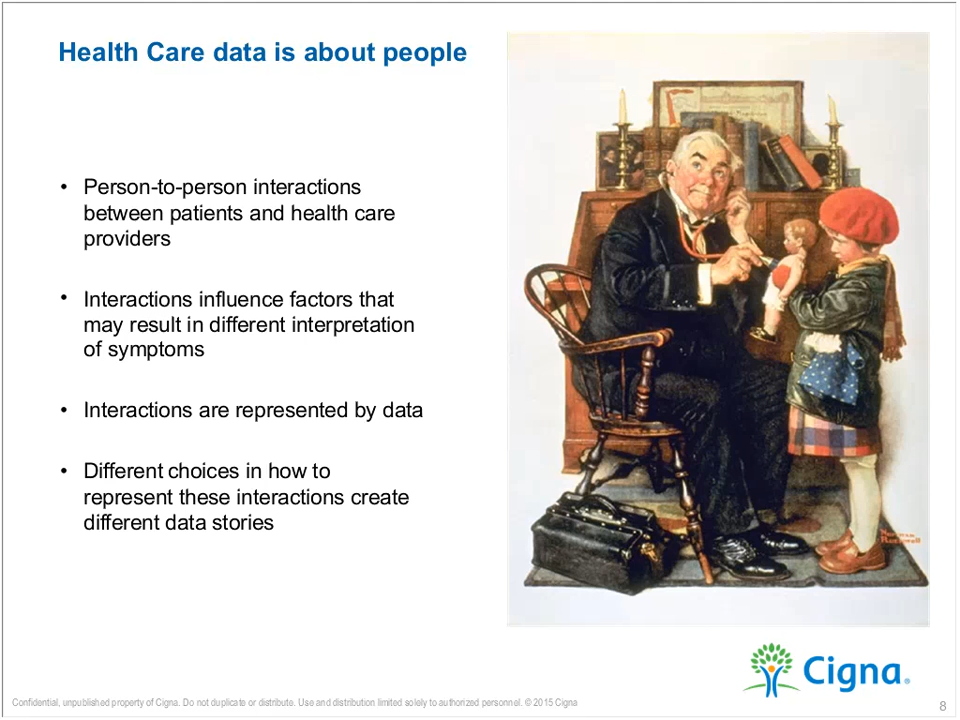 Health Care data is about people
• Person-to-person interactions
between patients and health care
providers
• Interactions influence factors that
may result in different interpretation
of symptoms
• Interactions are represented by data
• Different choices in how to
represent these interactions create
different data stories
Norman
Rockwell
Cigna®
Confidential, unpublished property of Cigna. Do not duplicate or distribute. Use and distribution limited solely to authorized personnel. © 2015 Cigna
8